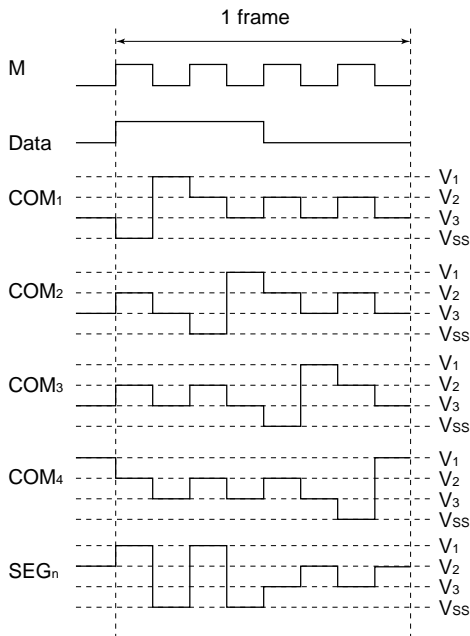 1 frame
M
Data
COM1
V1
V2
V3
VSS
COM2
V1
V2
V3
VSS
COM3
V1
V2
V3
VSS
COM4
V1
V2
V3
VSS
SEGn
V1
V2
V3
VSS